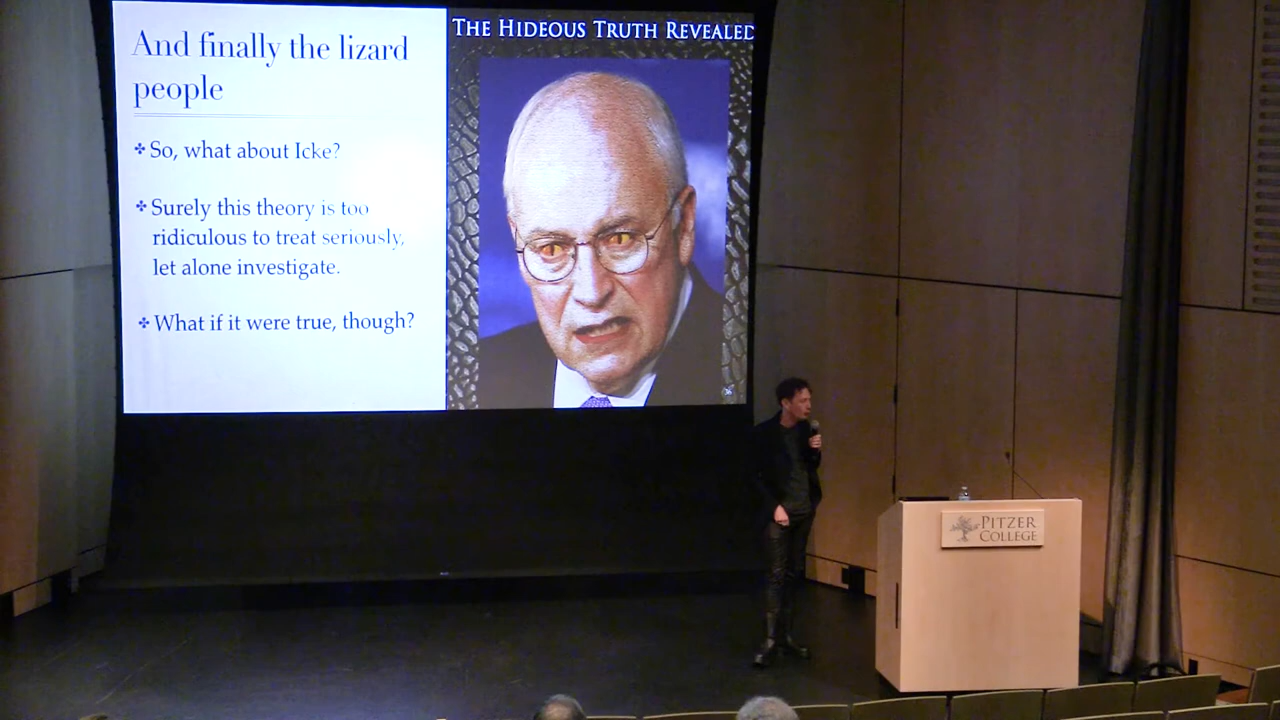 And finally the lizard
people
✤ So, what about Icke?
✤ Surely this theory is too
ridiculous to treat seriously,
let alone investigate.
✤ What if it were true, though?
THE HIDEOUS TRUTH REVEALED
PITZER
COLLEGE